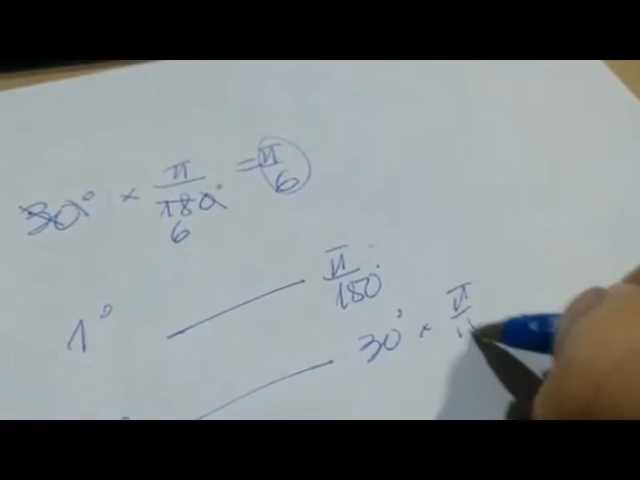 30° × π/180° = π/6
6
1° — π/180°
30° × π